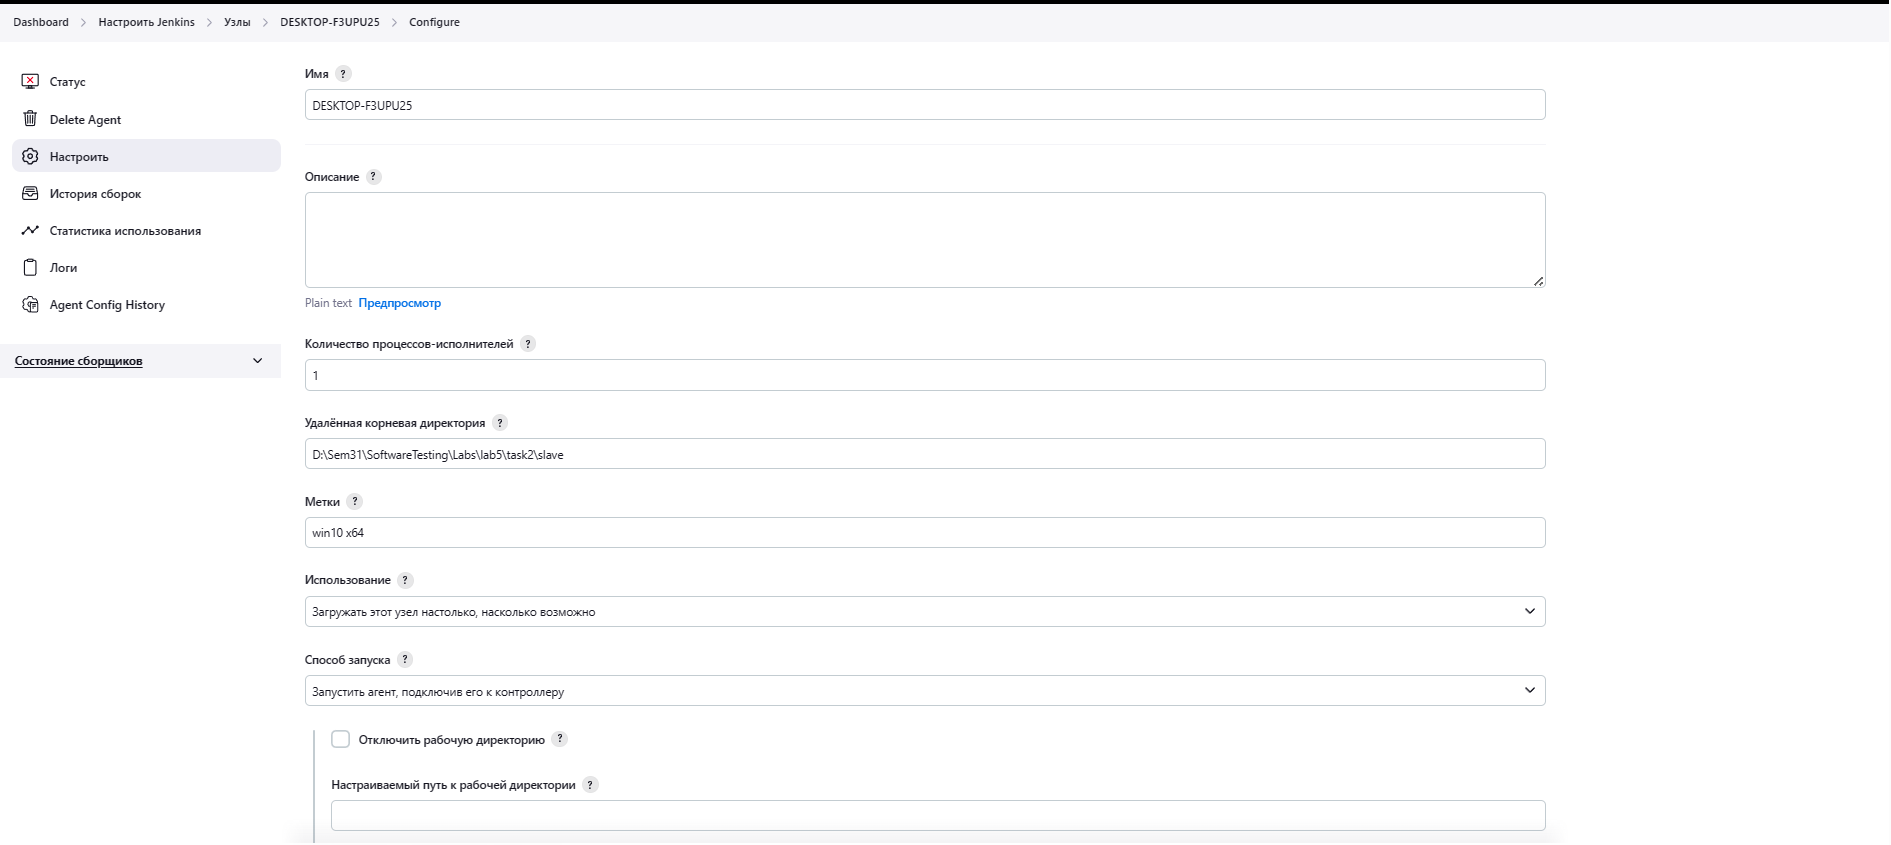 Dashboard > Настроить Jenkins > Узлы > DESKTOP-F3UPU25 > Configure
Статус
Delete Agent
Настроить
История сборок
Статистика использования
Логи
Agent Config History
Состояние сборщиков
Имя ?
DESKTOP-F3UPU25
Описание ?
Plain text Предпросмотр
Количество процессов-исполнителей ?
1
Удалённая корневая директория ?
D:\Sem31\SoftwareTesting\Labs\lab5\task2\slave
Метки ?
win10 x64
Использование ?
Загружать этот узел настолько, насколько возможно
Способ запуска ?
Запустить агент, подключив его к контроллеру
Отключить рабочую директорию ?
Настраиваемый путь к рабочей директории ?